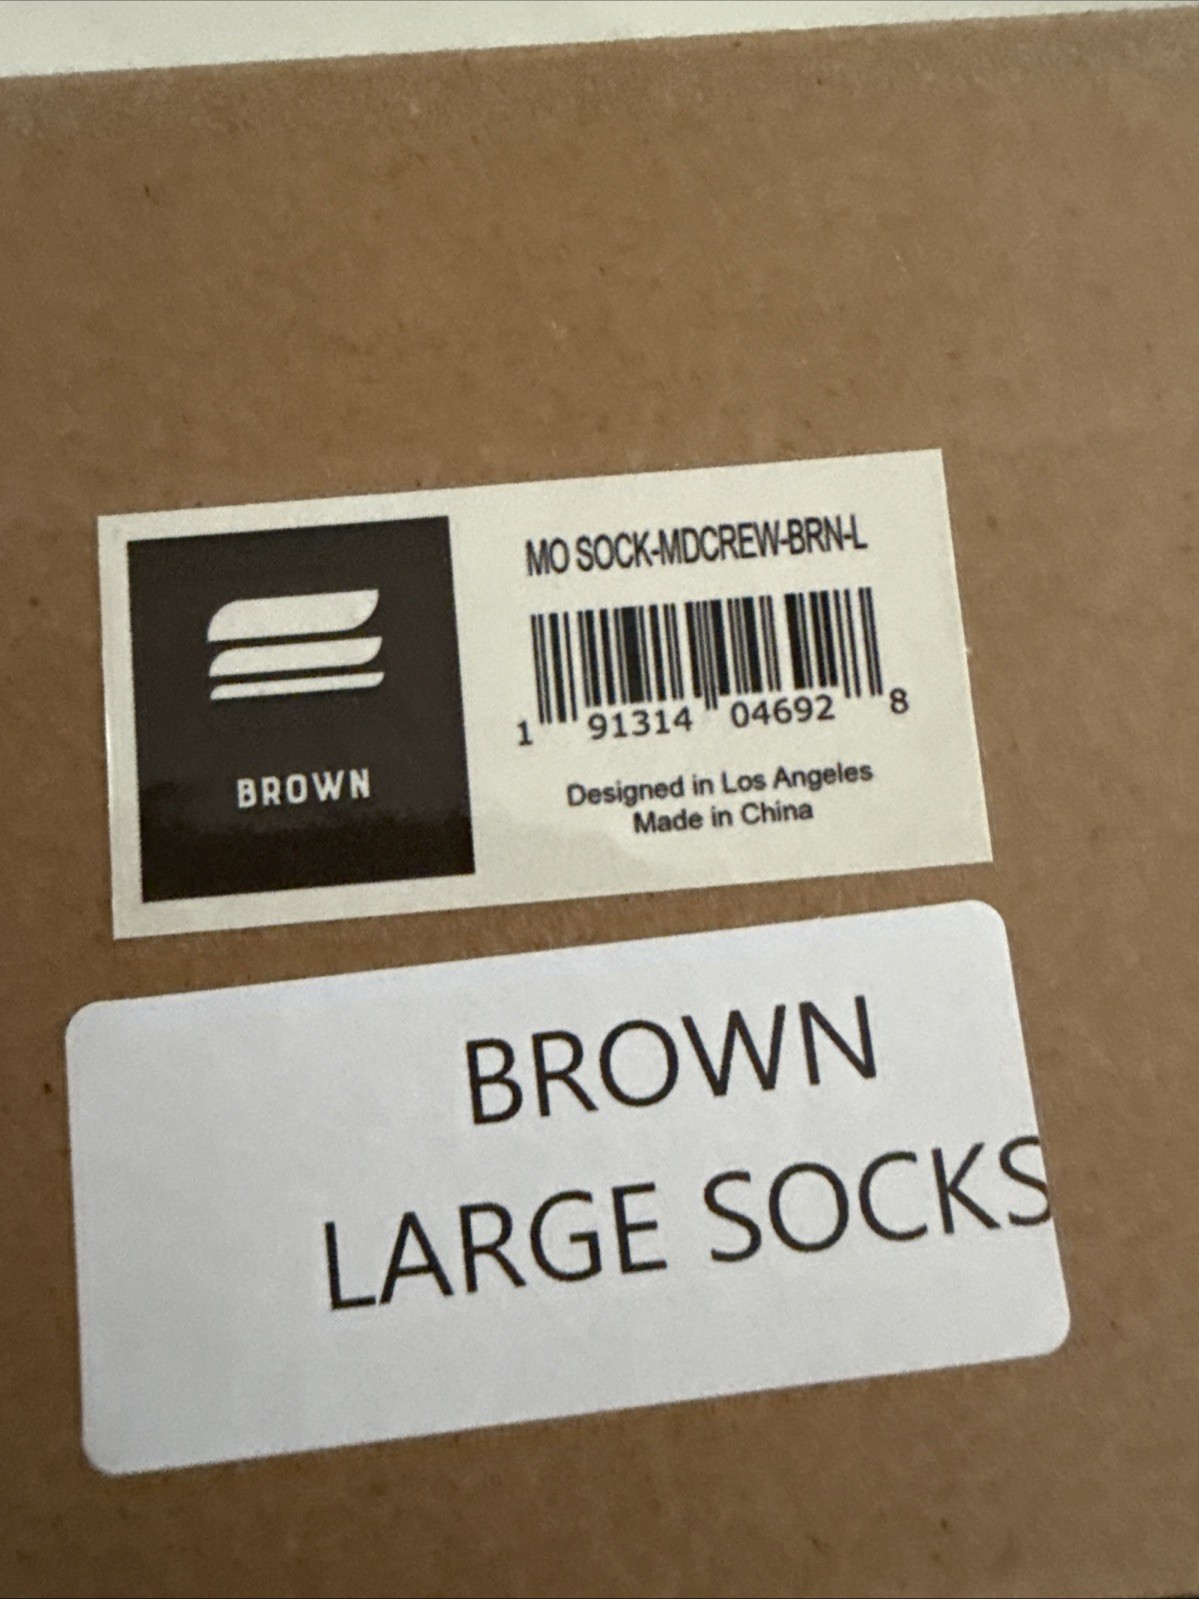 BROWN
MO SOCK-MDCREW-BRN-L
1 91314 04692 8
Designed in Los Angeles
Made in China
BROWN
LARGE SOCKS